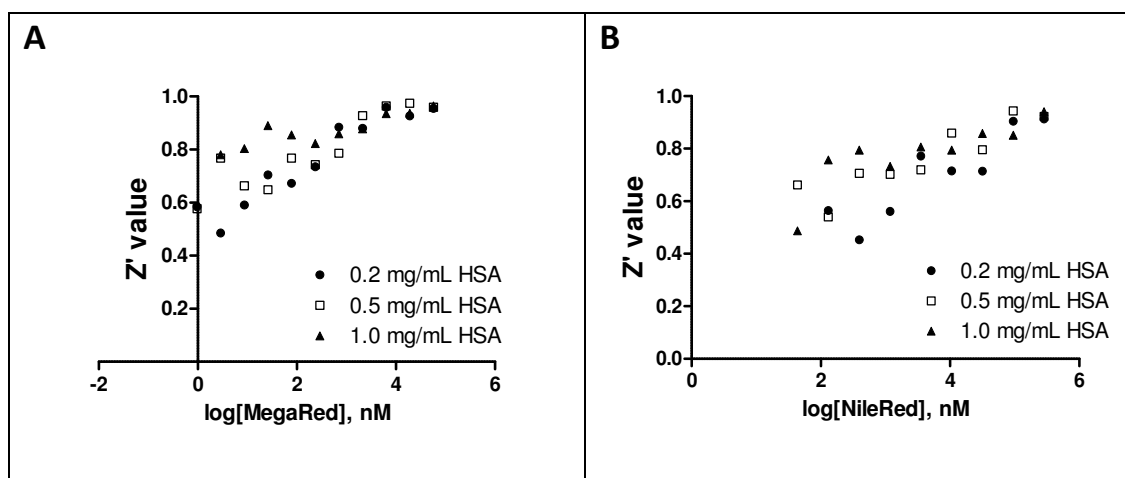 A
Z' value
1.0
0.8
0.6
0.4
0.2
0.2 mg/mL HSA
0.5 mg/mL HSA
1.0 mg/mL HSA
-2 0 2 4 6
log[MegaRed], nM
B
Z' value
1.0
0.8
0.6
0.4
0.2
0.0
0.2 mg/mL HSA
0.5 mg/mL HSA
1.0 mg/mL HSA
0 2 4 6
log[NileRed], nM